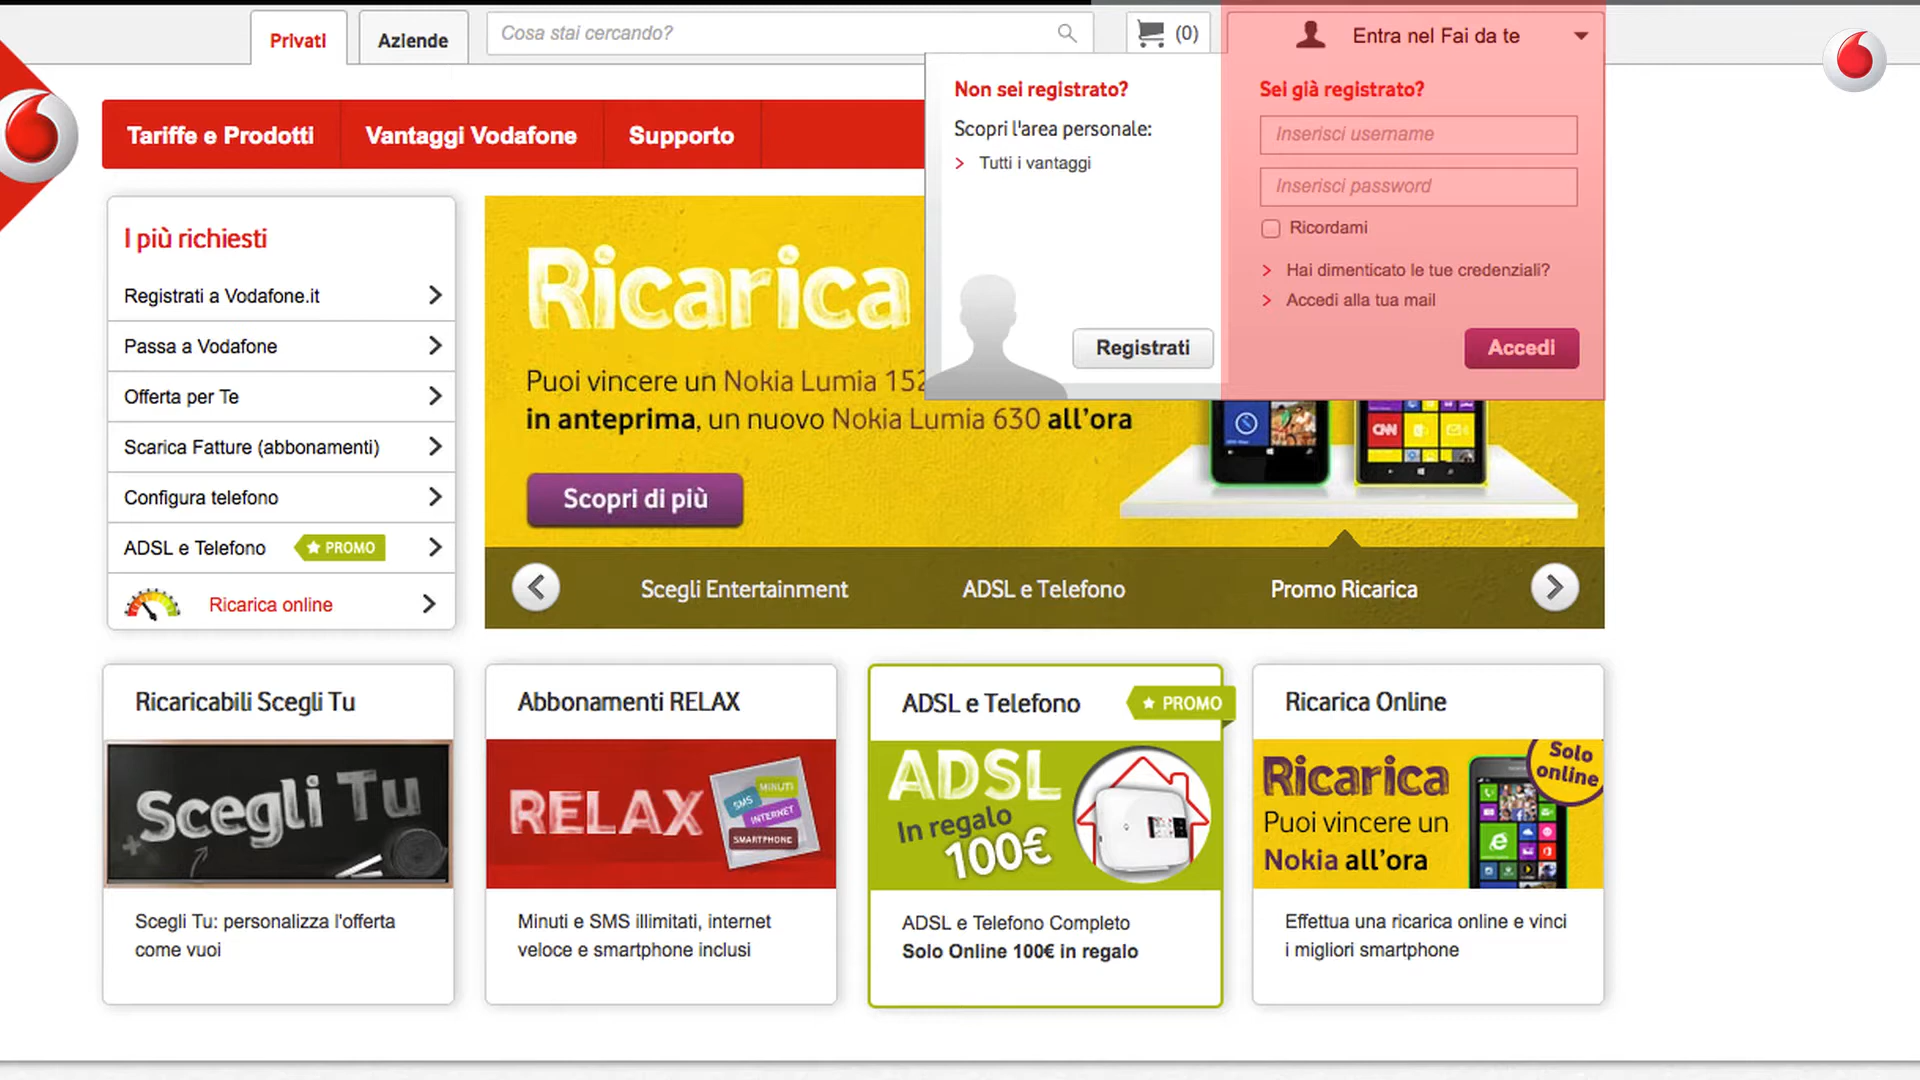 Privati
Aziende
Cosa stai cercando?
(0)
Entra nel Fai da te
Tariffe e Prodotti
Vantaggi Vodafone
Supporto
Non sei registrato?
Scopri l'area personale:
Tutti i vantaggi
Registrati
Sei già registrato?
Inserisci username
Inserisci password
Ricordami
Hai dimenticato le tue credenziali?
Accedi alla tua mail
Accedi
I più richiesti
Registrati a Vodafone.it
Passa a Vodafone
Offerta per Te
Scarica Fatture (abbonamenti)
Configura telefono
ADSL e Telefono PROMO
Ricarica online
Ricarica
Puoi vincere un Nokia Lumia 152
in anteprima, un nuovo Nokia Lumia 630 all'ora
Scopri di più
CNN
Scegli Entertainment
ADSL e Telefono
Promo Ricarica
Ricaricabili Scegli Tu
Scegli Tu
Scegli Tu: personalizza l'offerta
come vuoi
Abbonamenti RELAX
RELAX
MINUTI
SMS
INTERNET
SMARTPHONE
Minuti e SMS illimitati, internet
veloce e smartphone inclusi
ADSL e Telefono
PROMO
ADSL
In regalo
100€
ADSL e Telefono Completo
Solo Online 100€ in regalo
Ricarica Online
Solo
online
Ricarica
Puoi vincere un
Nokia all'ora
Effettua una ricarica online e vinci
i migliori smartphone